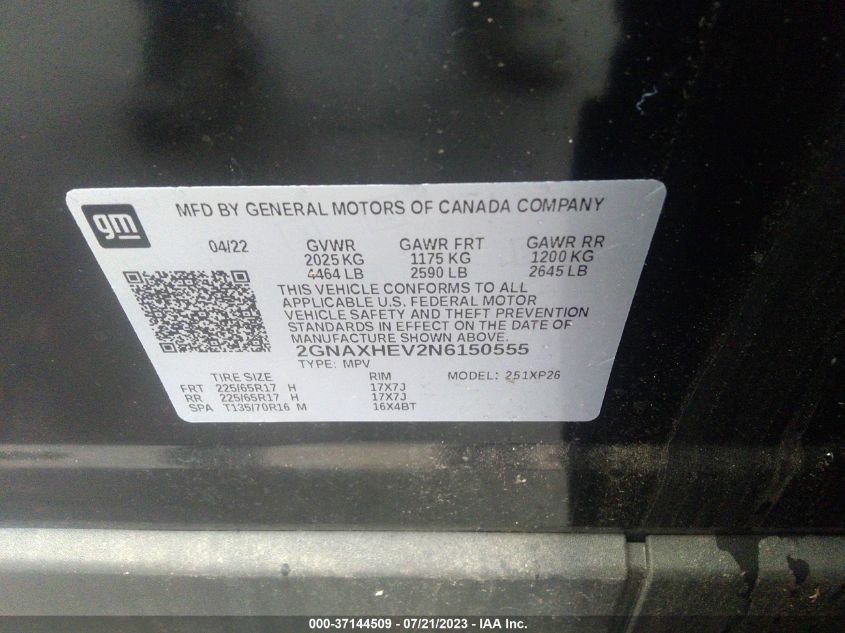 gm
MFD BY GENERAL MOTORS OF CANADA COMPANY
04/22 GVWR GAWR FRT GAWR RR
2025 KG 1175 KG 1200 KG
4464 LB 2590 LB 2645 LB
THIS VEHICLE CONFORMS TO ALL
APPLICABLE U.S. FEDERAL MOTOR
VEHICLE SAFETY AND THEFT PREVENTION
STANDARDS IN EFFECT ON THE DATE OF
MANUFACTURE SHOWN ABOVE.
2GNAXHEV2N6150555
TYPE: MPV
TIRE SIZE RIM MODEL: 251XP26
FRT 225/65R17 H 17X7J
RR 225/65R17 H 17X7J
SPA T135/70R16 M 16X4BT
000-37144509 - 07/21/2023 - IAA Inc.